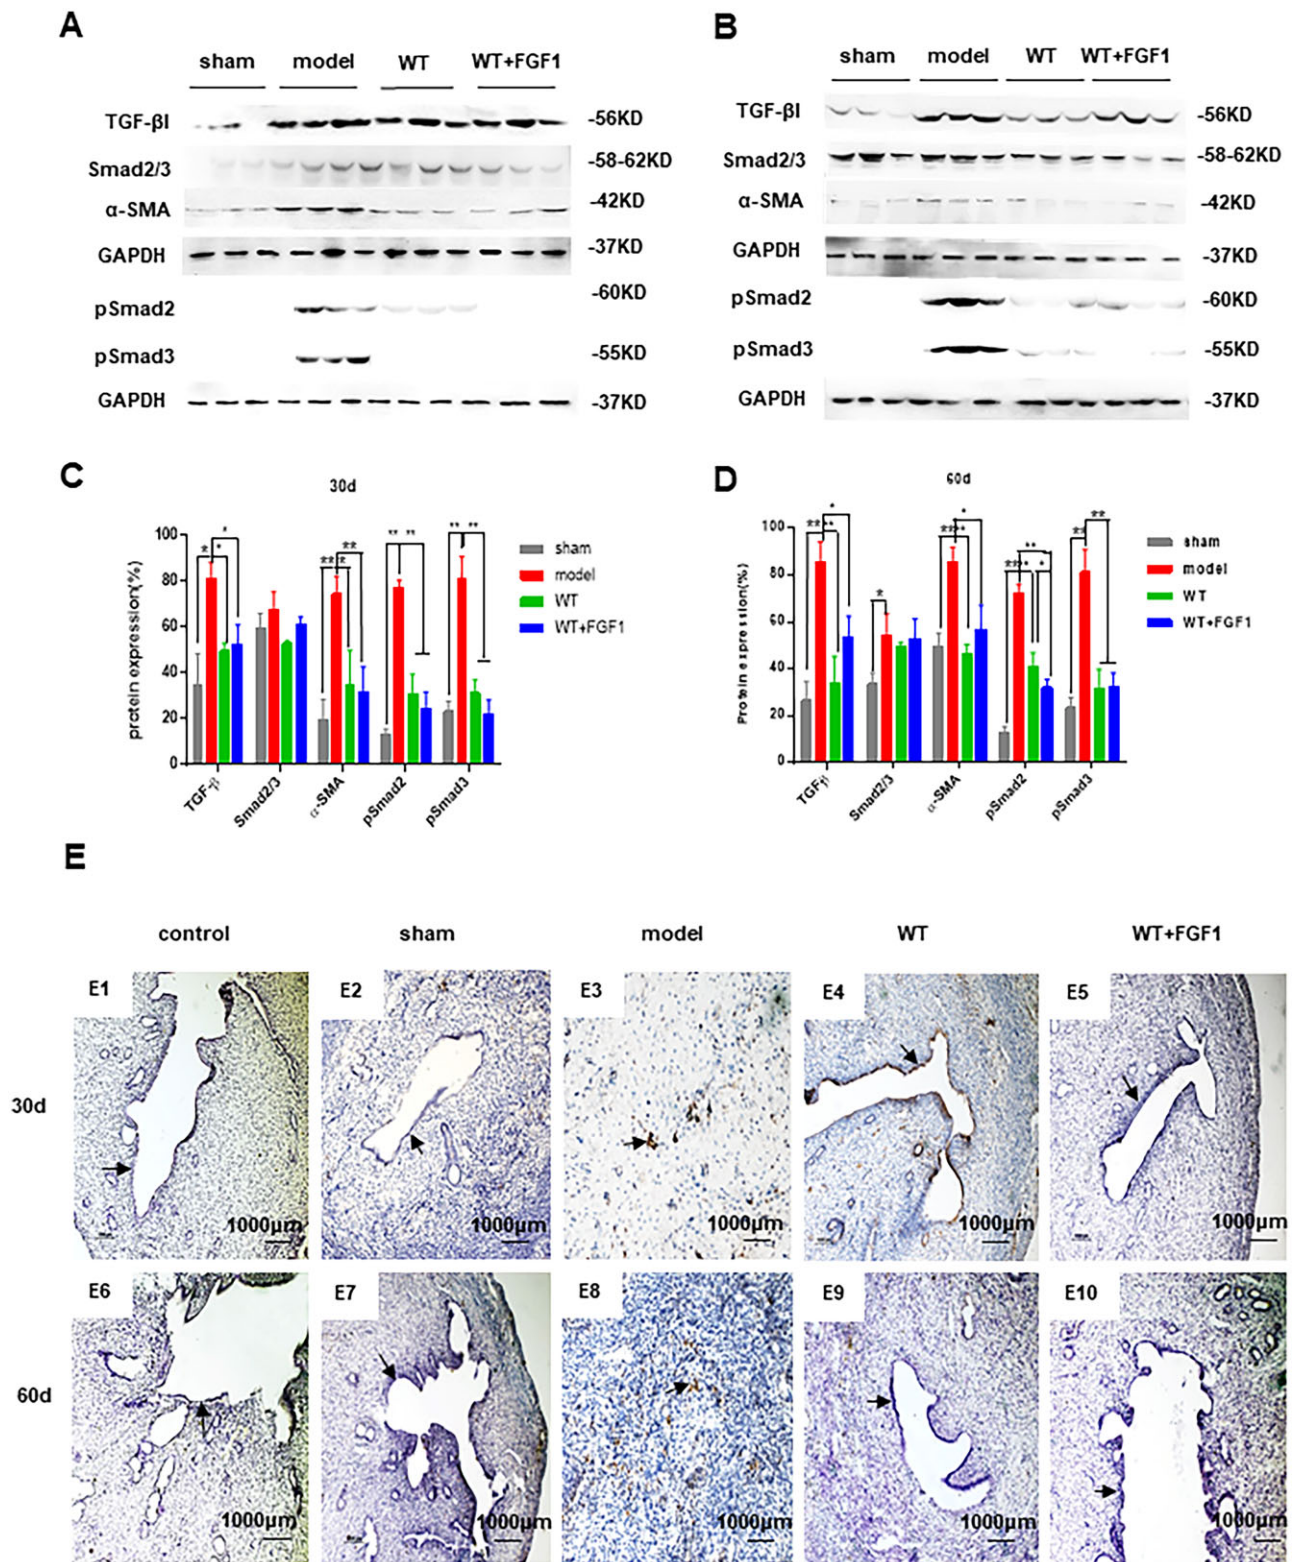 A
sham model WT WT+FGF1
TGF-βI -56KD
Smad2/3 -58-62KD
α-SMA -42KD
GAPDH -37KD
pSmad2 -60KD
pSmad3 -55KD
GAPDH -37KD
B
sham model WT WT+FGF1
TGF-βI -56KD
Smad2/3 -58-62KD
α-SMA -42KD
GAPDH -37KD
pSmad2 -60KD
pSmad3 -55KD
GAPDH -37KD
C
30d
protein expression(%)
100
80
60
40
20
0
TGF-β Smad2/3 α-SMA pSmad2 pSmad3
sham
model
WT
WT+FGF1
D
60d
Protein expression(%)
100
80
60
40
20
0
TGFβ Smad2/3 α-SMA pSmad2 pSmad3
sham
model
WT
WT+FGF1
E
control sham model WT WT+FGF1
30d
E1 E2 E3 E4 E5
1000µm 1000µm 1000µm 1000µm 1000µm
60d
E6 E7 E8 E9 E10
1000µm 1000µm 1000µm 1000µm 1000µm